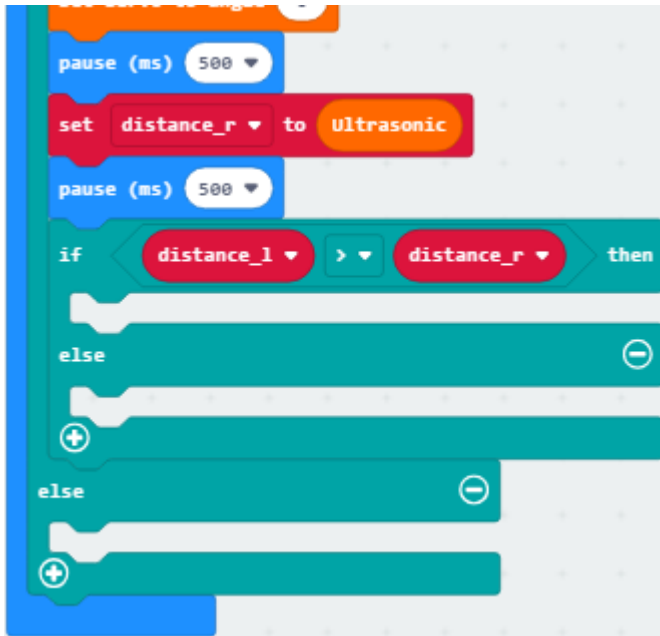 pause (ms) 500
set distance_r to Ultrasonic
pause (ms) 500
if distance_l > distance_r then
else
else